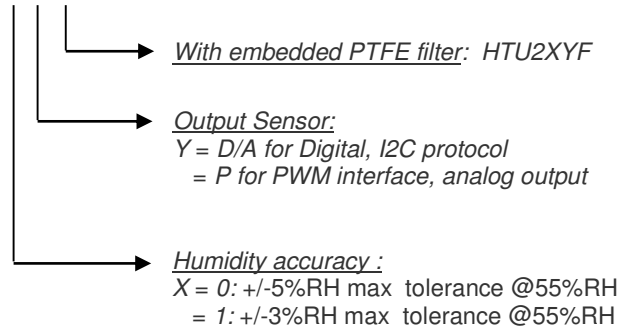 With embedded PTFE filter: HTU2XYF
Output Sensor:
Y = D/A for Digital, I2C protocol
= P for PWM interface, analog output
Humidity accuracy :
X = 0: +/-5%RH max tolerance @55%RH
= 1: +/-3%RH max tolerance @55%RH